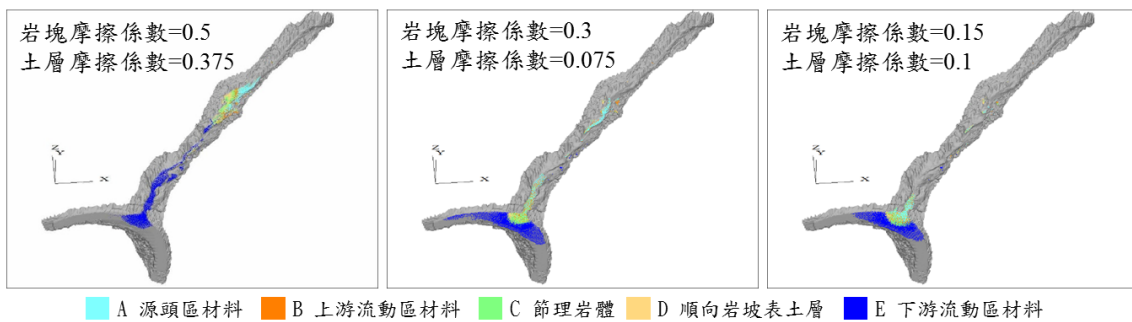 岩塊摩擦係數=0.5
土層摩擦係數=0.375
Z
Y
X
岩塊摩擦係數=0.3
土層摩擦係數=0.075
Z
Y
X
岩塊摩擦係數=0.15
土層摩擦係數=0.1
Z
Y
X
A 源頭區材料 B 上游流動區材料 C 節理岩體 D 順向岩坡表土層 E 下游流動區材料